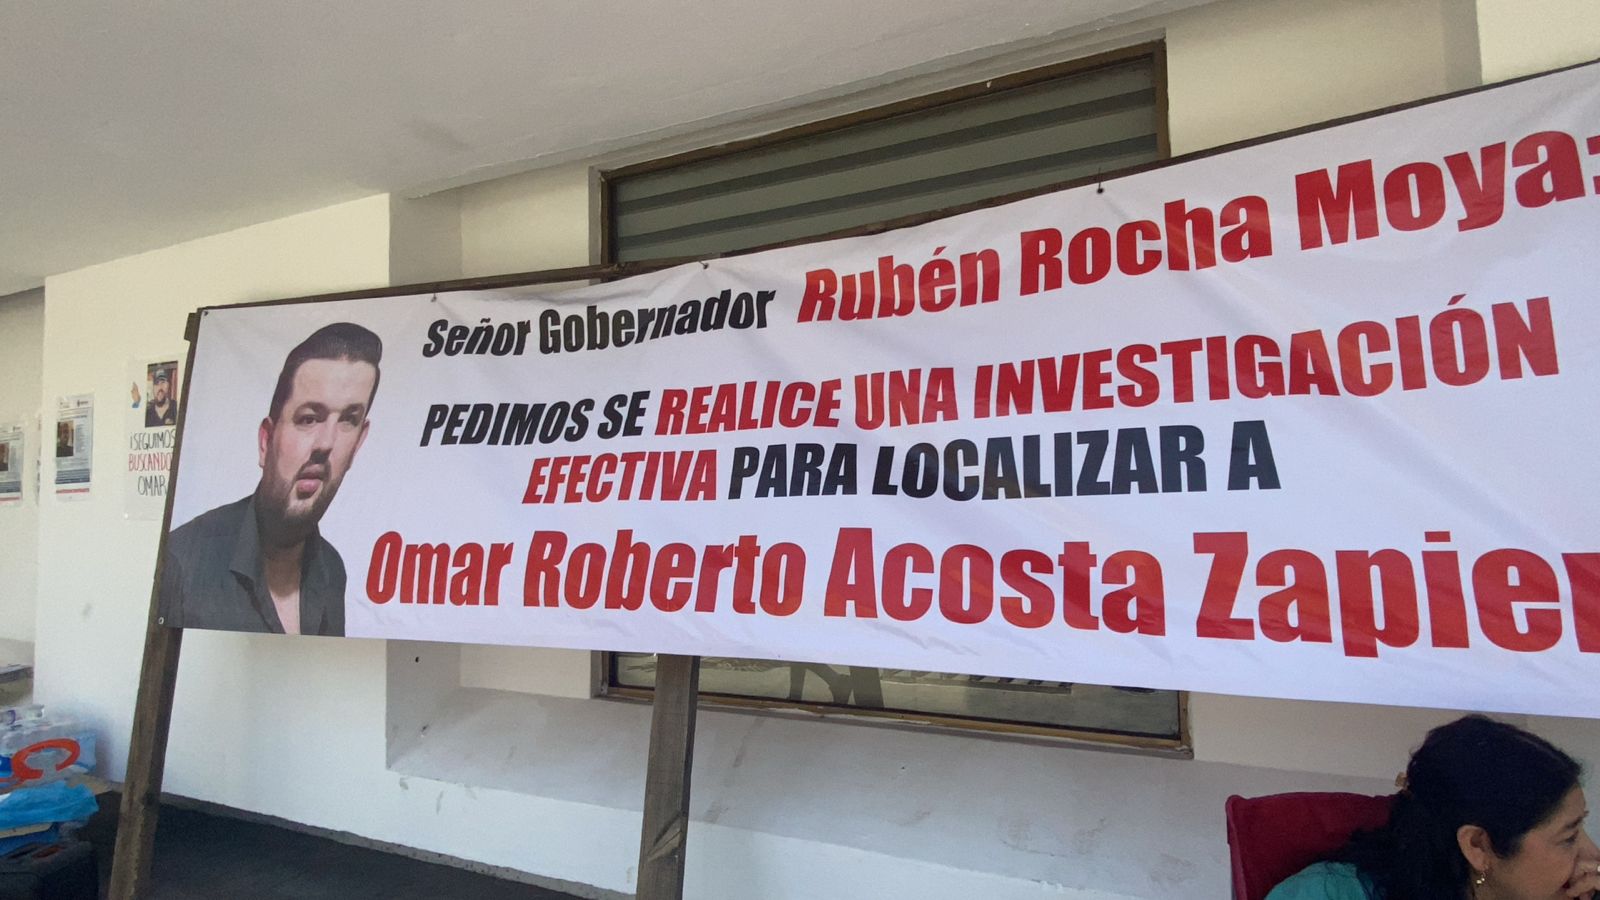 Señor Gobernador Rubén Rocha Moya:
PEDIMOS SE REALICE UNA INVESTIGACIÓN
EFECTIVA PARA LOCALIZAR A
Omar Roberto Acosta Zapien
¡SEGUIMOS
BUSCANDO
OMAR